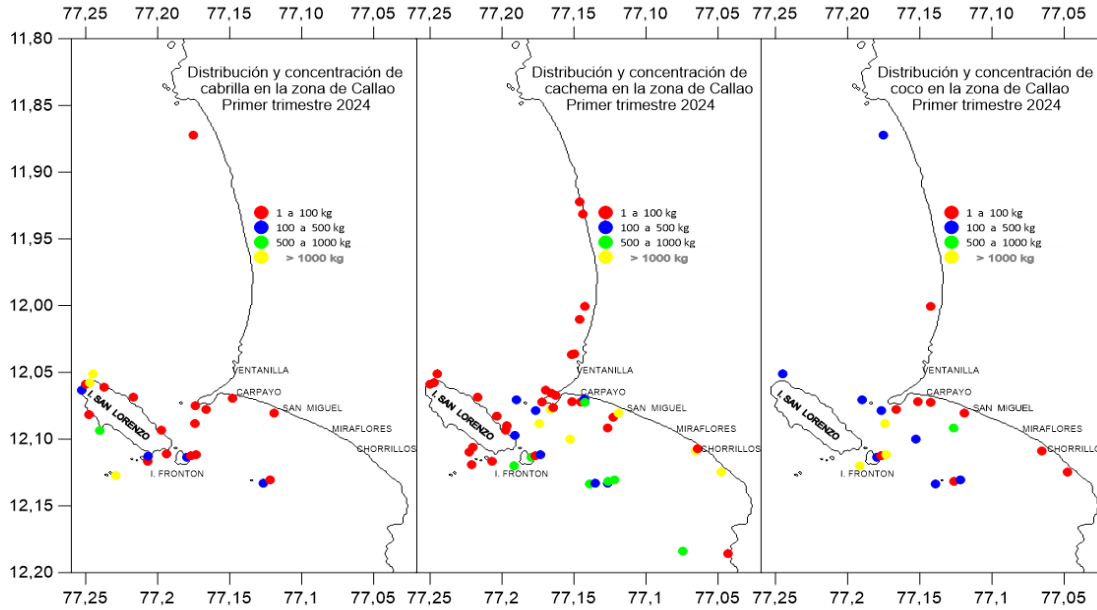 77,25 77,2 77,15 77,1 77,05 77,25 77,2 77,15 77,1 77,05 77,25 77,2 77,15 77,1 77,05
11,80
11,85
11,90
11,95
12,00
12,05
12,10
12,15
12,20
Distribución y concentración de
cabrilla en la zona de Callao
Primer trimestre 2024
1 a 100 kg
100 a 500 kg
500 a 1000 kg
> 1000 kg
VENTANILLA
CARPAYO
SAN MIGUEL
MIRAFLORES
CHORRILLOS
I. SAN LORENZO
I. FRONTON
Distribución y concentración de
cachema en la zona de Callao
Primer trimestre 2024
1 a 100 kg
100 a 500 kg
500 a 1000 kg
> 1000 kg
VENTANILLA
CARPAYO
SAN MIGUEL
MIRAFLORES
CHORRILLOS
I. SAN LORENZO
I. FRONTON
Distribución y concentración de
coco en la zona de Callao
Primer trimestre 2024
1 a 100 kg
100 a 500 kg
500 a 1000 kg
> 1000 kg
VENTANILLA
CARPAYO
SAN MIGUEL
MIRAFLORES
CHORRILLOS
I. SAN LORENZO
I. FRONTON
77,25 77,2 77,15 77,1 77,05 77,25 77,2 77,15 77,1 77,05 77,25 77,2 77,15 77,1 77,05